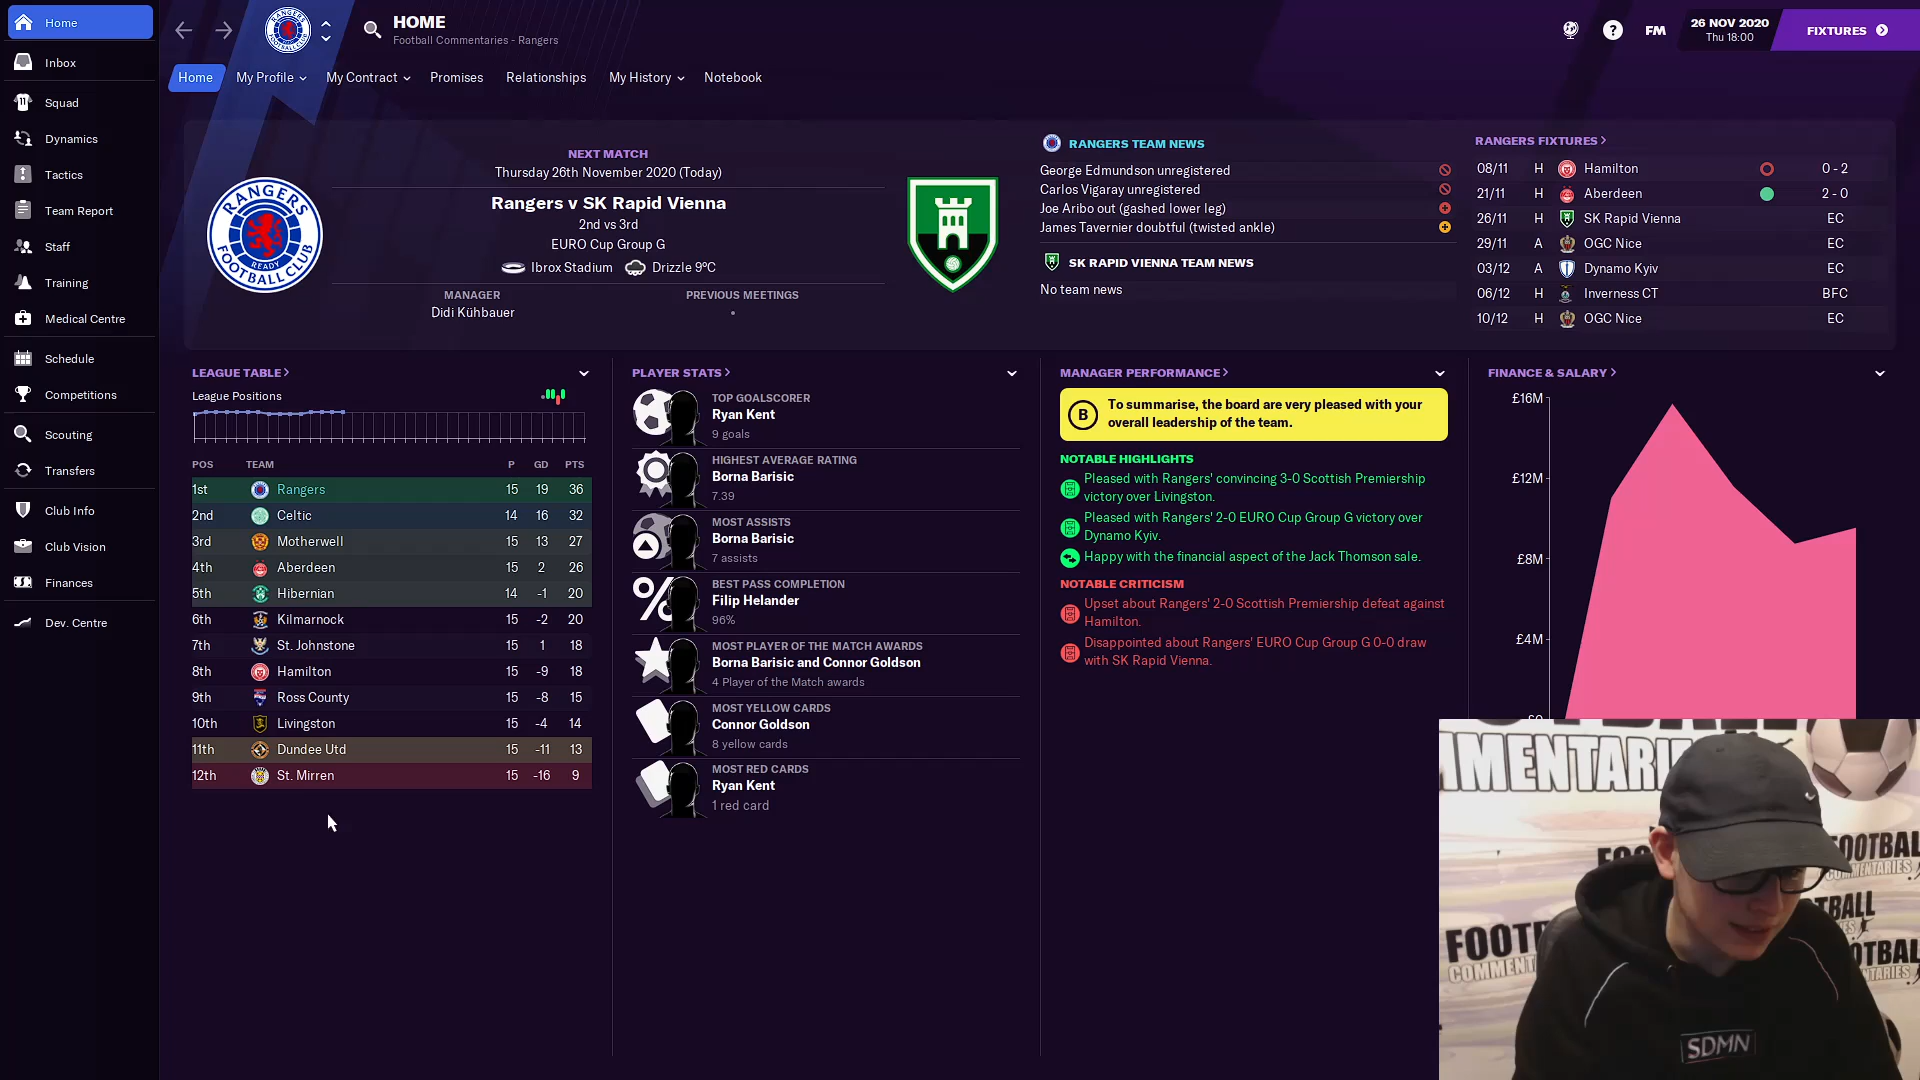 Home
Inbox
Squad
Dynamics
Tactics
Team Report
Staff
Training
Medical Centre
Schedule
Competitions
Scouting
Transfers
Club Info
Club Vision
Finances
Dev. Centre
HOME
Football Commentaries - Rangers
FM
26 NOV 2020
Thu 18:00
FIXTURES
Home
My Profile
My Contract
Promises
Relationships
My History
Notebook
RANGERS
READY
FOOTBALL CLUB
NEXT MATCH
Thursday 26th November 2020 (Today)
Rangers v SK Rapid Vienna
2nd vs 3rd
EURO Cup Group G
Ibrox Stadium Drizzle 9°C
MANAGER
Didi Kühbauer
PREVIOUS MEETINGS
RANGERS TEAM NEWS
George Edmundson unregistered
Carlos Vigaray unregistered
Joe Aribo out (gashed lower leg)
James Tavernier doubtful (twisted ankle)
SK RAPID VIENNA TEAM NEWS
No team news
RANGERS FIXTURES
08/11 H Hamilton 0 - 2
21/11 H Aberdeen 2 - 0
26/11 H SK Rapid Vienna EC
29/11 A OGC Nice EC
03/12 A Dynamo Kyiv EC
06/12 H Inverness CT BFC
10/12 H OGC Nice EC
LEAGUE TABLE
League Positions
POS TEAM P GD PTS
1st Rangers 15 19 36
2nd Celtic 14 16 32
3rd Motherwell 15 13 27
4th Aberdeen 15 2 26
5th Hibernian 14 -1 20
6th Kilmarnock 15 -2 20
7th St. Johnstone 15 1 18
8th Hamilton 15 -9 18
9th Ross County 15 -8 15
10th Livingston 15 -4 14
11th Dundee Utd 15 -11 13
12th St. Mirren 15 -16 9
PLAYER STATS
TOP GOALSCORER
Ryan Kent
9 goals
HIGHEST AVERAGE RATING
Borna Barisic
7.39
MOST ASSISTS
Borna Barisic
7 assists
BEST PASS COMPLETION
Filip Helander
96%
MOST PLAYER OF THE MATCH AWARDS
Borna Barisic and Connor Goldson
4 Player of the Match awards
MOST YELLOW CARDS
Connor Goldson
8 yellow cards
MOST RED CARDS
Ryan Kent
1 red card
MANAGER PERFORMANCE
B
To summarise, the board are very pleased with your
overall leadership of the team.
NOTABLE HIGHLIGHTS
Pleased with Rangers' convincing 3-0 Scottish Premiership
victory over Livingston.
Pleased with Rangers' 2-0 EURO Cup Group G victory over
Dynamo Kyiv.
Happy with the financial aspect of the Jack Thomson sale.
NOTABLE CRITICISM
Upset about Rangers' 2-0 Scottish Premiership defeat against
Hamilton.
Disappointed about Rangers' EURO Cup Group G 0-0 draw
with SK Rapid Vienna.
FINANCE & SALARY
£16M
£12M
£8M
£4M
£0
MMENTARI
OOTBAL
COMMENTARIES
TBALL
FOOT
COMMENT
OTBAL
SDMN